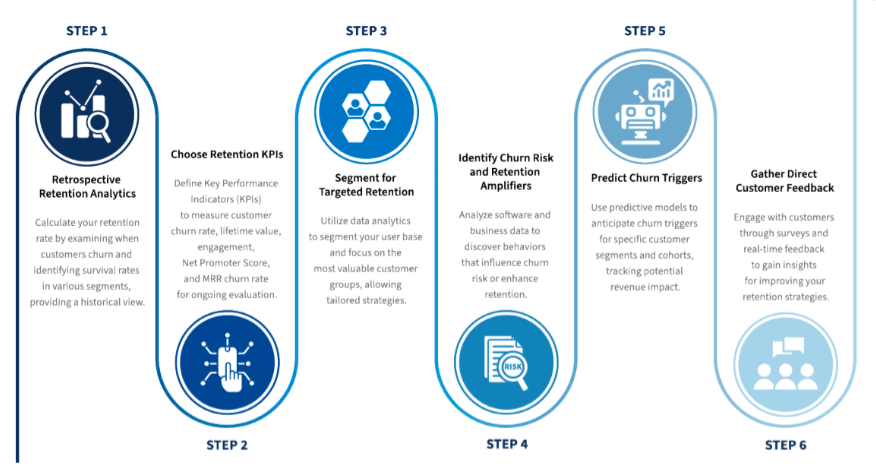 STEP 1
Retrospective
Retention Analytics
Calculate your retention
rate by examining when
customers churn and
identifying survival rates
in various segments,
providing a historical view.
Choose Retention KPIs
Define Key Performance
Indicators (KPIs)
to measure customer
churn rate, lifetime value,
engagement,
Net Promoter Score,
and MRR churn rate
for ongoing evaluation.
STEP 2
STEP 3
Segment for
Targeted Retention
Utilize data analytics
to segment your user base
and focus on the
most valuable customer
groups, allowing
tailored strategies.
Identify Churn Risk
and Retention
Amplifiers
Analyze software and
business data to
discover behaviors
that influence churn
risk or enhance
retention.
RISK
STEP 4
STEP 5
Predict Churn Triggers
Use predictive models to
anticipate churn triggers
for specific customer
segments and cohorts,
tracking potential
revenue impact.
Gather Direct
Customer Feedback
Engage with customers
through surveys and
real-time feedback
to gain insights
for improving your
retention strategies.
STEP 6